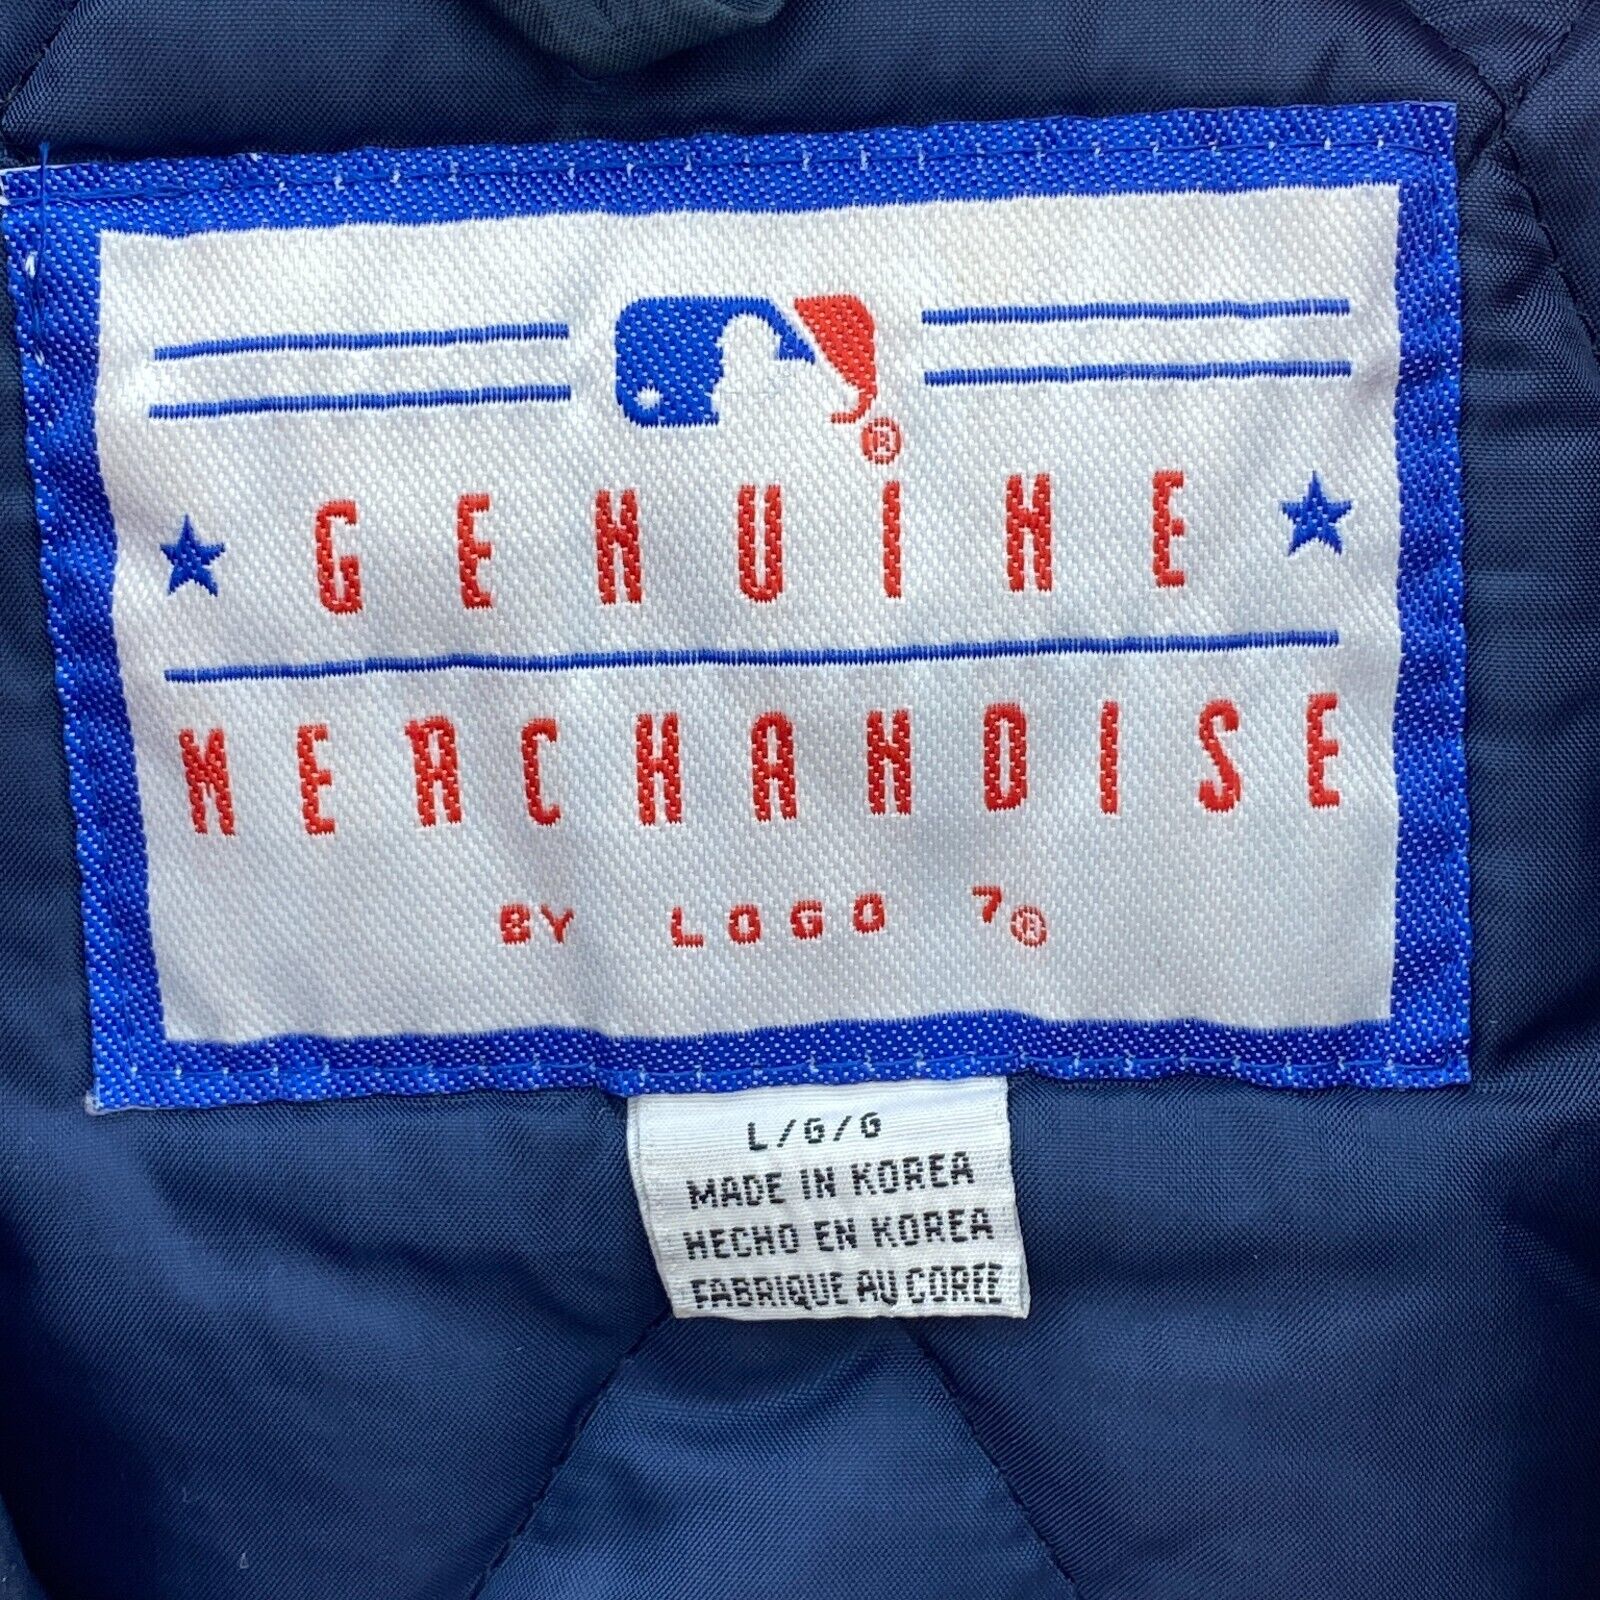 ®
GENUINE
MERCHANDISE
BY LOGO 7®
L/G/G
MADE IN KOREA
HECHO EN KOREA
FABRIQUE AU COREE